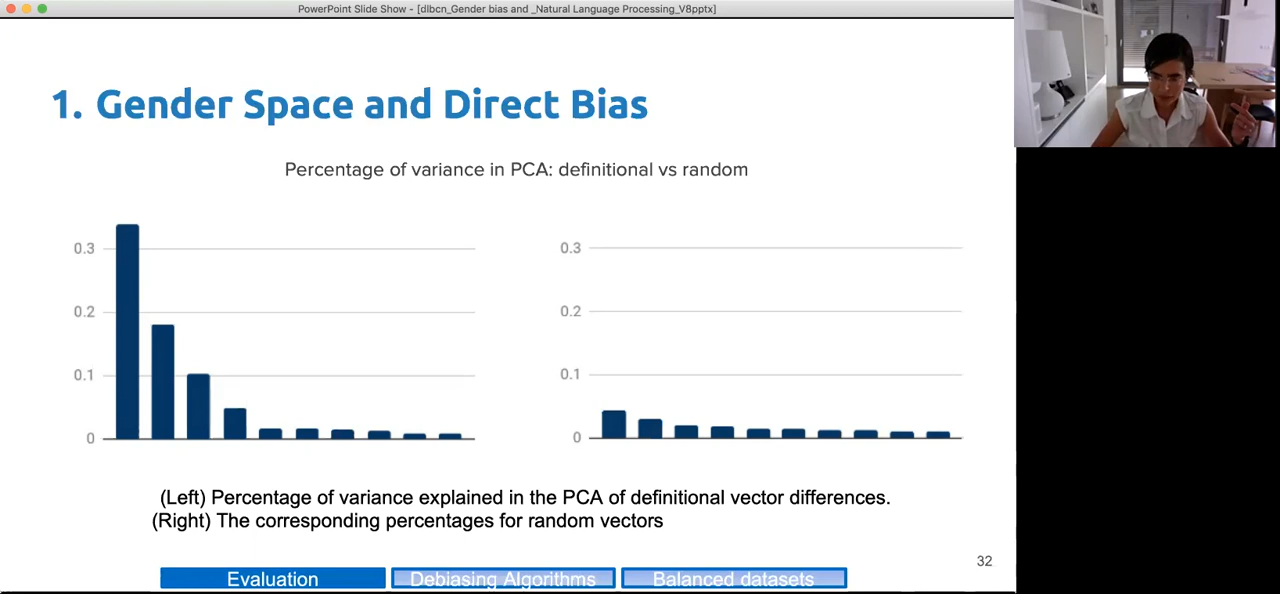 PowerPoint Slide Show - [dlbcn_Gender bias and _Natural Language Processing_V8pptx]
1. Gender Space and Direct Bias
Percentage of variance in PCA: definitional vs random
0.3
0.2
0.1
0
0.3
0.2
0.1
0
(Left) Percentage of variance explained in the PCA of definitional vector differences.
(Right) The corresponding percentages for random vectors
32
Evaluation
Debiasing Algorithms
Balanced datasets